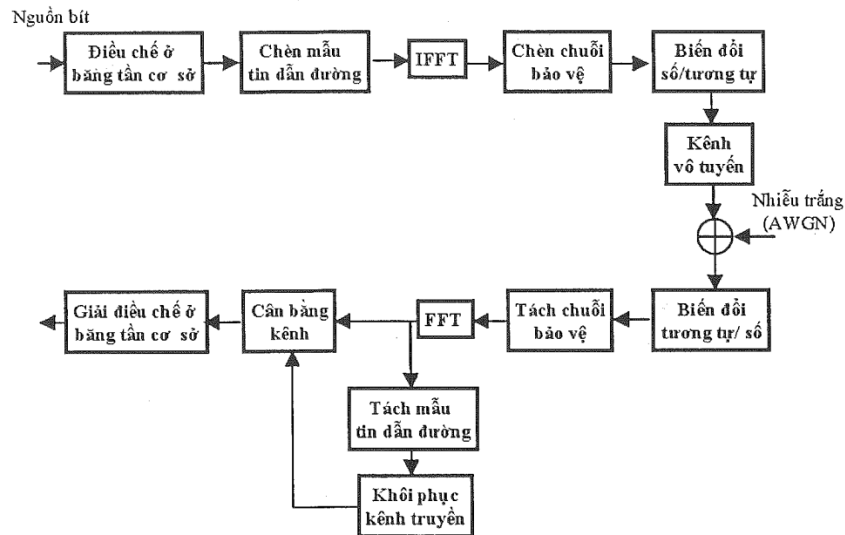 Nguồn bít
Điều chế ở
băng tần cơ sở
Chèn mẫu
tin dẫn đường
IFFT
Chèn chuỗi
bảo vệ
Biến đổi
số/tương tự
Kênh
vô tuyến
Nhiễu trắng
(AWGN)
Giải điều chế ở
băng tần cơ sở
Cân bằng
kênh
FFT
Tách chuỗi
bảo vệ
Biến đổi
tương tự/ số
Tách mẫu
tin dẫn đường
Khôi phục
kênh truyền